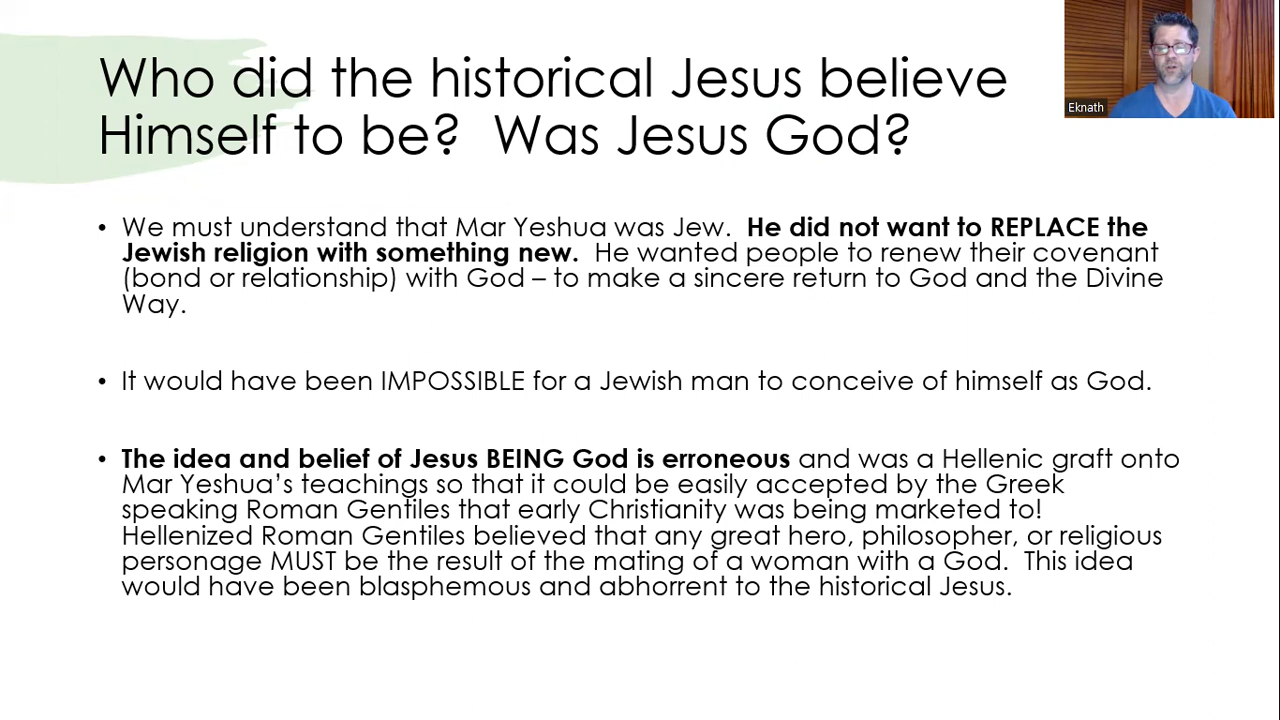 Who did the historical Jesus believe
Himself to be?  Was Jesus God?
Eknath
• We must understand that Mar Yeshua was Jew.  He did not want to REPLACE the
Jewish religion with something new.  He wanted people to renew their covenant
(bond or relationship) with God – to make a sincere return to God and the Divine
Way.
• It would have been IMPOSSIBLE for a Jewish man to conceive of himself as God.
• The idea and belief of Jesus BEING God is erroneous and was a Hellenic graft onto
Mar Yeshua’s teachings so that it could be easily accepted by the Greek
speaking Roman Gentiles that early Christianity was being marketed to!
Hellenized Roman Gentiles believed that any great hero, philosopher, or religious
personage MUST be the result of the mating of a woman with a God.  This idea
would have been blasphemous and abhorrent to the historical Jesus.